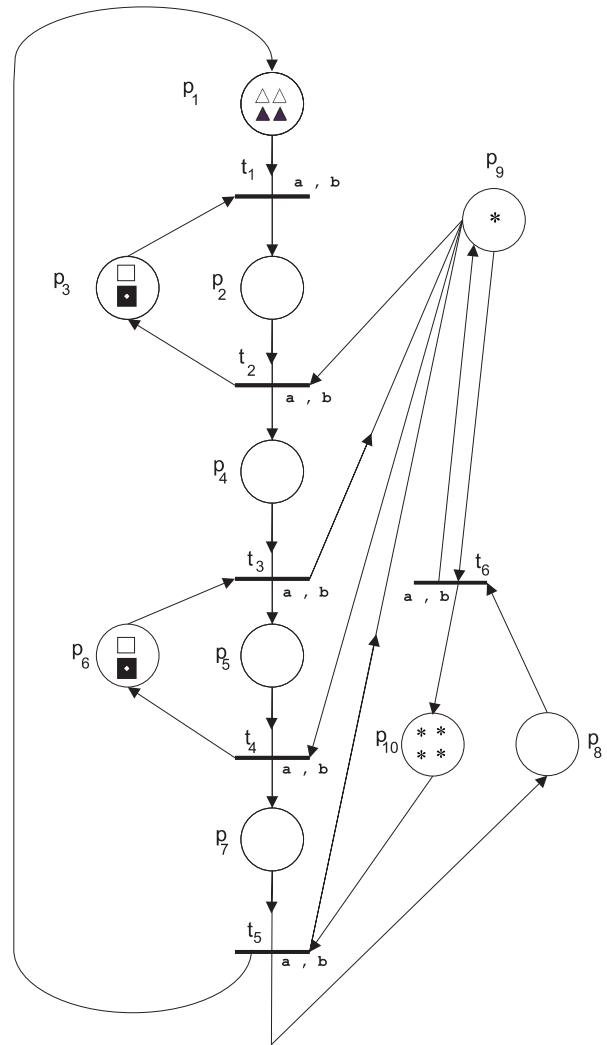 p1
t1
a , b
p9
*
p3
p2
t2
a , b
p4
t3
a , b
t6
a , b
p6
p5
t4
a , b
p10
* *
* *
p8
p7
t5
a , b